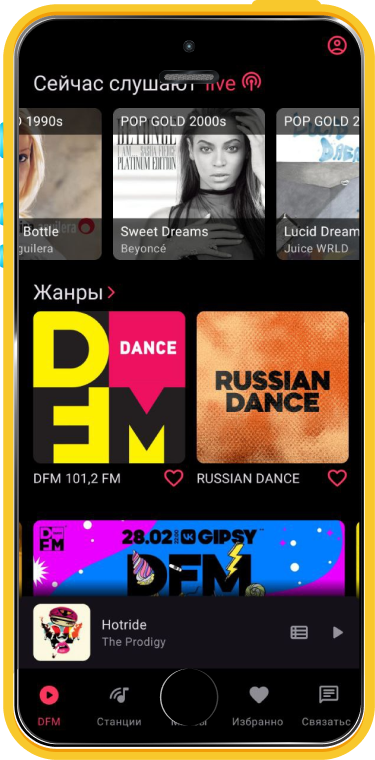 Сейчас слушают live
1990s
POP GOLD 2000s
POP GOLD 2
BEYONCÉ
I AM... SASHA FIERCE
PLATINUM EDITION
Bottle
guilera
Sweet Dreams
Beyoncé
Lucid Dream
Juice WRLD
Жанры
DFM
DANCE
RUSSIAN
DANCE
DFM 101,2 FM
RUSSIAN DANCE
DFM
28.02 VK GIPSY
DFM
Hotride
The Prodigy
DFM
Станции
Избранно
Связатьс